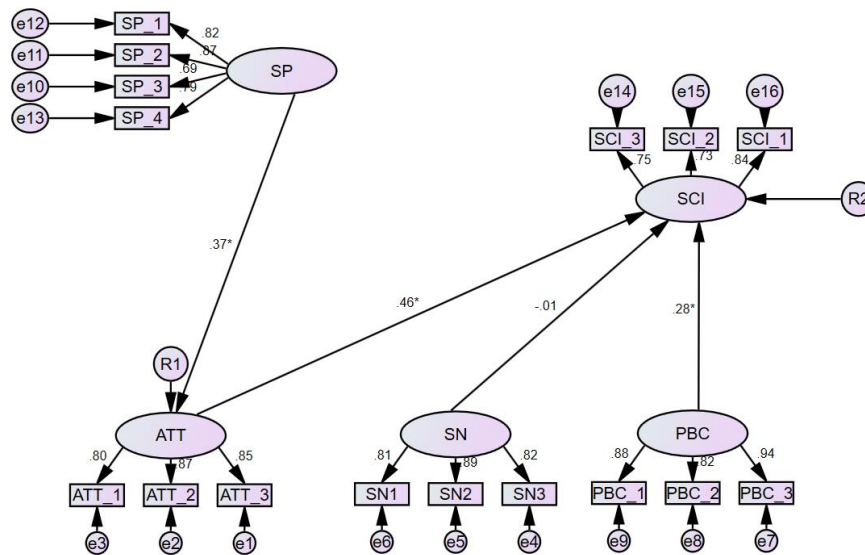 e12 SP_1 .82
e11 SP_2 .87
SP
e10 SP_3 .69
e13 SP_4 .79
e14 e15 e16
SCI_3 SCI_2 SCI_1
.75 .73 .84
SCI
R2
.37*
.46* -.01 .28*
R1
ATT SN PBC
.80 .87 .85 .81 .89 .82 .88 .82 .94
ATT_1 ATT_2 ATT_3 SN1 SN2 SN3 PBC_1 PBC_2 PBC_3
e3 e2 e1 e6 e5 e4 e9 e8 e7